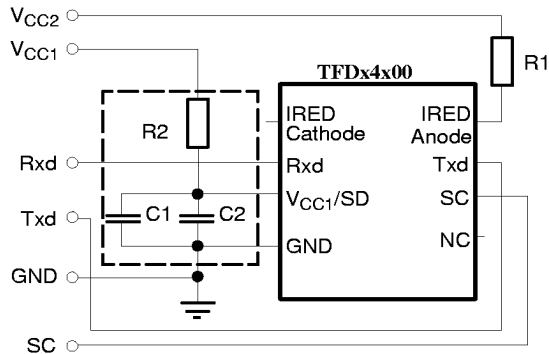 VCC2
VCC1
R1
TFDx4x00
IRED
Cathode
IRED
Anode
R2
Rxd
Rxd
Txd
VCC1/SD
SC
C1
C2
Txd
GND
NC
GND
SC